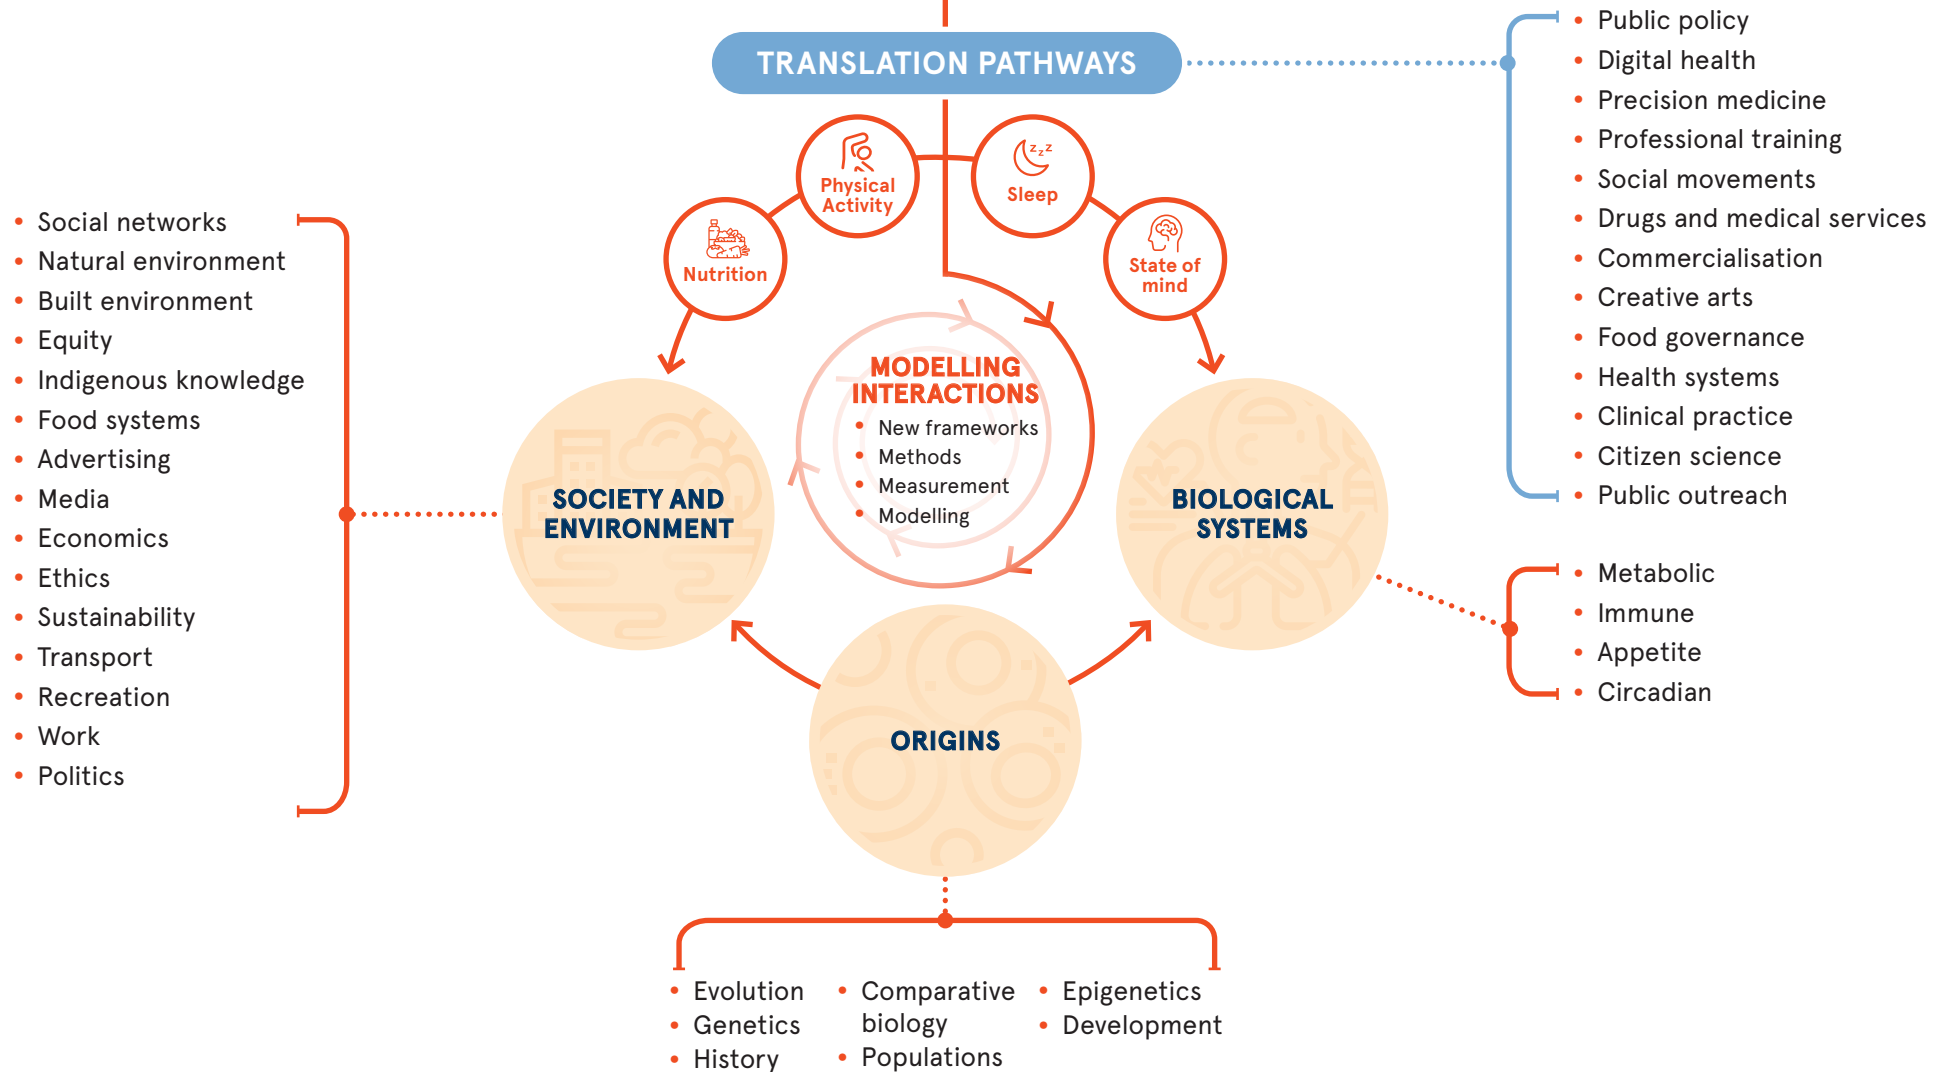 TRANSLATION PATHWAYS
• Public policy
• Digital health
• Precision medicine
• Professional training
• Social movements
• Drugs and medical services
• Commercialisation
• Creative arts
• Food governance
• Health systems
• Clinical practice
• Citizen science
• Public outreach
Physical
Activity
zzz
Sleep
Nutrition
State of
mind
• Social networks
• Natural environment
• Built environment
• Equity
• Indigenous knowledge
• Food systems
• Advertising
• Media
• Economics
• Ethics
• Sustainability
• Transport
• Recreation
• Work
• Politics
MODELLING
INTERACTIONS
• New frameworks
• Methods
• Measurement
• Modelling
SOCIETY AND
ENVIRONMENT
BIOLOGICAL
SYSTEMS
• Metabolic
• Immune
• Appetite
• Circadian
ORIGINS
• Evolution
• Genetics
• History
• Comparative
biology
• Populations
• Epigenetics
• Development